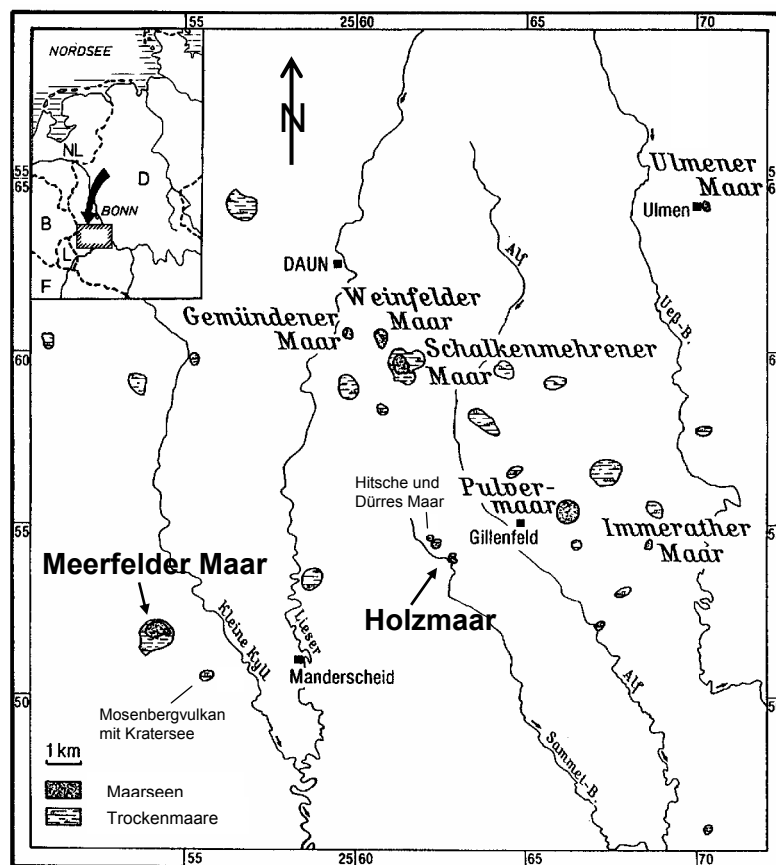 55
25 60
65
70
NORDSEE
NL
D
BONN
B
L
F
N
65
Ulmener
Maar
Ulmen
DAUN
Alf
Ueß-B.
Weinfelder
Maar
Gemündener
Maar
Schalkenmehrener
Maar
60
60
Hitsche und
Dürres Maar
Pulver-
maar
Gillenfeld
Immerather
Maar
55
55
Meerfelder Maar
Holzmaar
Kleine Kyll
Lieser
Manderscheid
Alf
Sammet-B.
50
Mosenbergvulkan
mit Kratersee
1 km
Maarseen
Trockenmaare
55
25 60
65
70